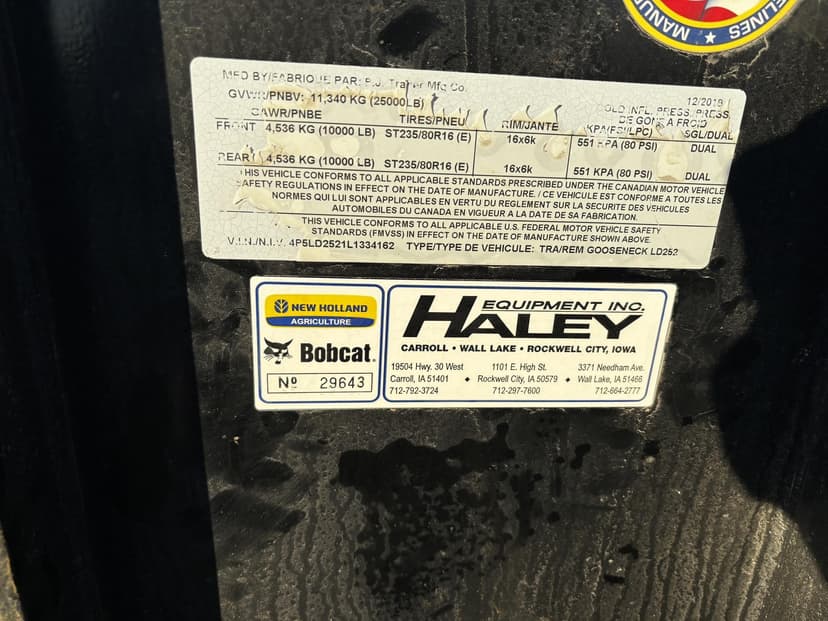 MANUF
ELINES
MFD BY/FABRIQUE PAR: P.J. Trailer Mfg Co. 12/2019
GVWR/PNBV: 11,340 KG (25000LB) COLD INFL. PRESS./PRESS.
GAWR/PNBE TIRES/PNEU RIM/JANTE DE GONF A FROID
KPA(PSI/LPC) SGL/DUAL
FRONT 4,536 KG (10000 LB) ST235/80R16 (E) 16x6k 551 KPA (80 PSI) DUAL
REAR 4,536 KG (10000 LB) ST235/80R16 (E) 16x6k 551 KPA (80 PSI) DUAL
THIS VEHICLE CONFORMS TO ALL APPLICABLE STANDARDS PRESCRIBED UNDER THE CANADIAN MOTOR VEHICLE
SAFETY REGULATIONS IN EFFECT ON THE DATE OF MANUFACTURE. / CE VEHICULE EST CONFORME A TOUTES LES
NORMES QUI LUI SONT APPLICABLES EN VERTU DU REGLEMENT SUR LA SECURITE DES VEHICULES
AUTOMOBILES DU CANADA EN VIGUEUR A LA DATE DE SA FABRICATION.
THIS VEHICLE CONFORMS TO ALL APPLICABLE U.S. FEDERAL MOTOR VEHICLE SAFETY
STANDARDS (FMVSS) IN EFFECT ON THE DATE OF MANUFACTURE SHOWN ABOVE.
V.I.N./N.I.V. 4P5LD2521L1334162 TYPE/TYPE DE VEHICULE: TRA/REM GOOSENECK LD252
NEW HOLLAND
AGRICULTURE
Bobcat.
Nº 29643
EQUIPMENT INC.
HALEY
CARROLL • WALL LAKE • ROCKWELL CITY, IOWA
19504 Hwy. 30 West 1101 E. High St. 3371 Needham Ave.
Carroll, IA 51401 ◆ Rockwell City, IA 50579 ◆ Wall Lake, IA 51466
712-792-3724 712-297-7600 712-664-2777